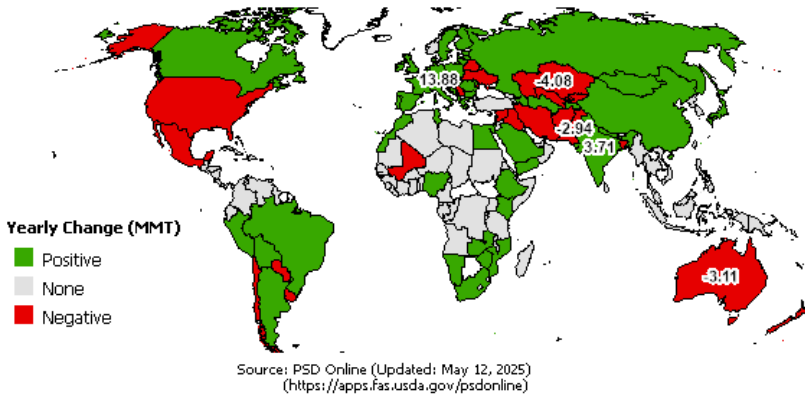 13.88
-4.08
-2.94
3.71
-3.11
Yearly Change (MMT)
Positive
None
Negative
Source: PSD Online (Updated: May 12, 2025)
(https://apps.fas.usda.gov/psdonline)